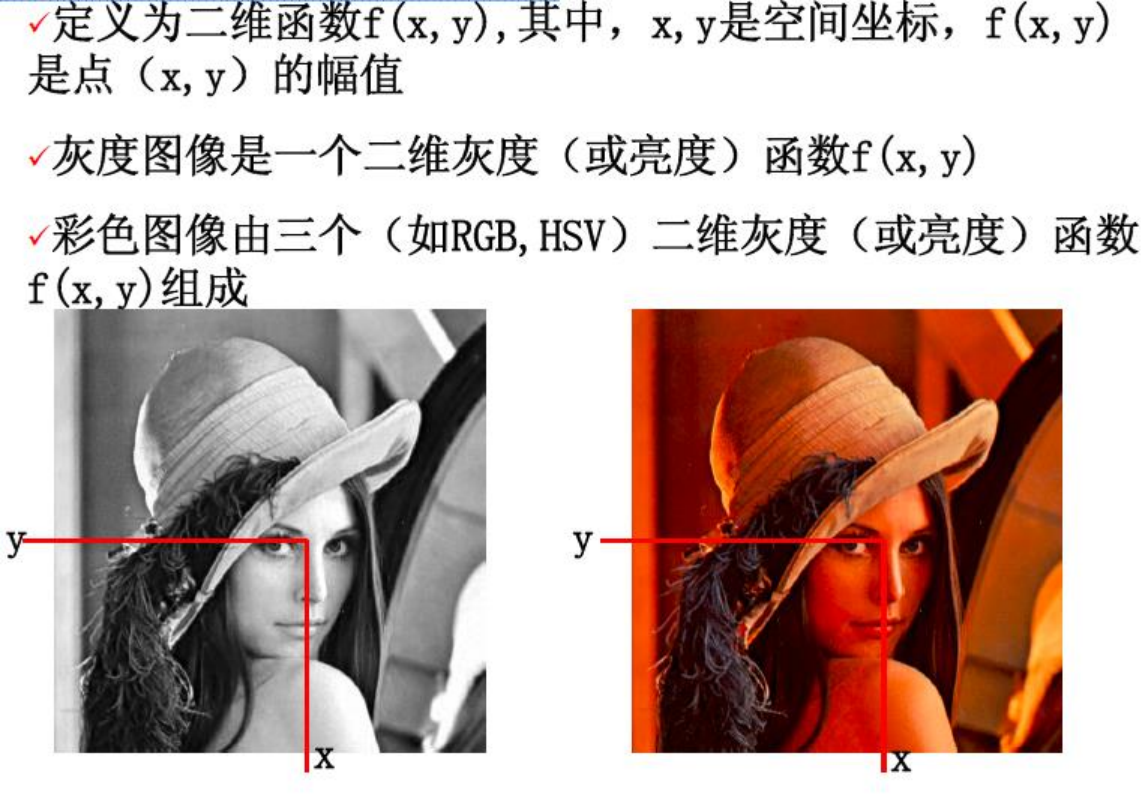 ✓定义为二维函数f(x,y),其中，x,y是空间坐标，f(x,y)
是点（x,y）的幅值
✓灰度图像是一个二维灰度（或亮度）函数f(x,y)
✓彩色图像由三个（如RGB,HSV）二维灰度（或亮度）函数
f(x,y)组成
y
y
x
x